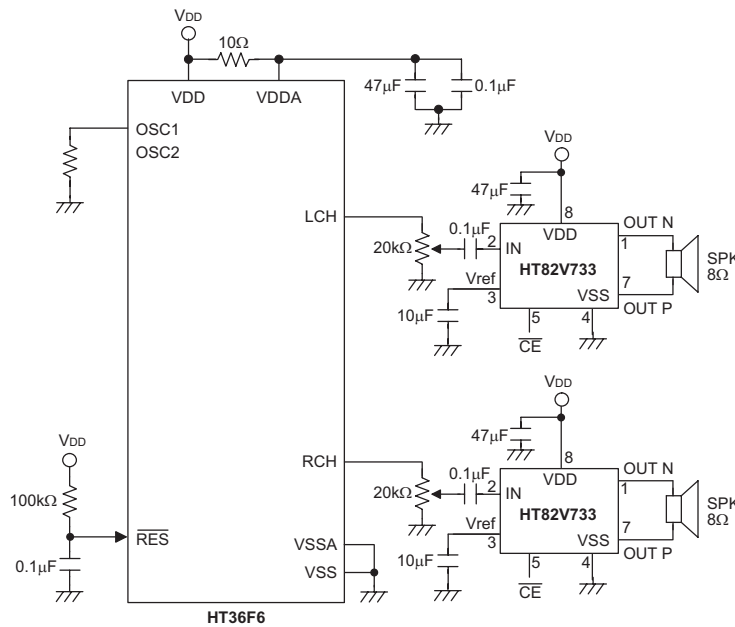 VDD
10Ω
VDD
VDDA
47μF
0.1μF
OSC1
OSC2
LCH
20kΩ
0.1μF
VDD
47μF
8
VDD
2
IN
HT82V733
Vref
3
10μF
VSS
5
4
CE
OUT N
1
7
OUT P
SPK
8Ω
VDD
100kΩ
RES
0.1μF
RCH
20kΩ
0.1μF
VDD
47μF
8
VDD
2
IN
HT82V733
Vref
3
10μF
VSS
5
4
CE
OUT N
1
7
OUT P
SPK
8Ω
VSSA
VSS
HT36F6